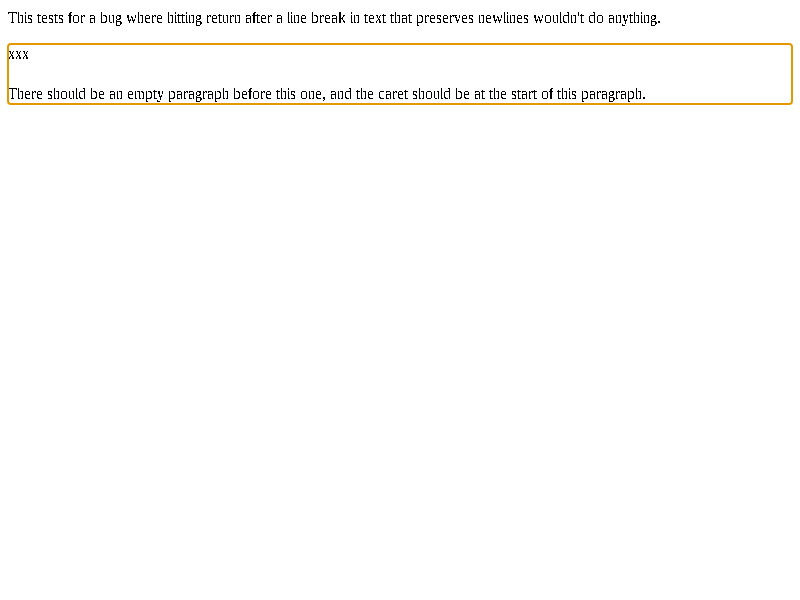 This tests for a bug where hitting return after a line break in text that preserves newlines wouldn't do anything.
xxx
There should be an empty paragraph before this one, and the caret should be at the start of this paragraph.